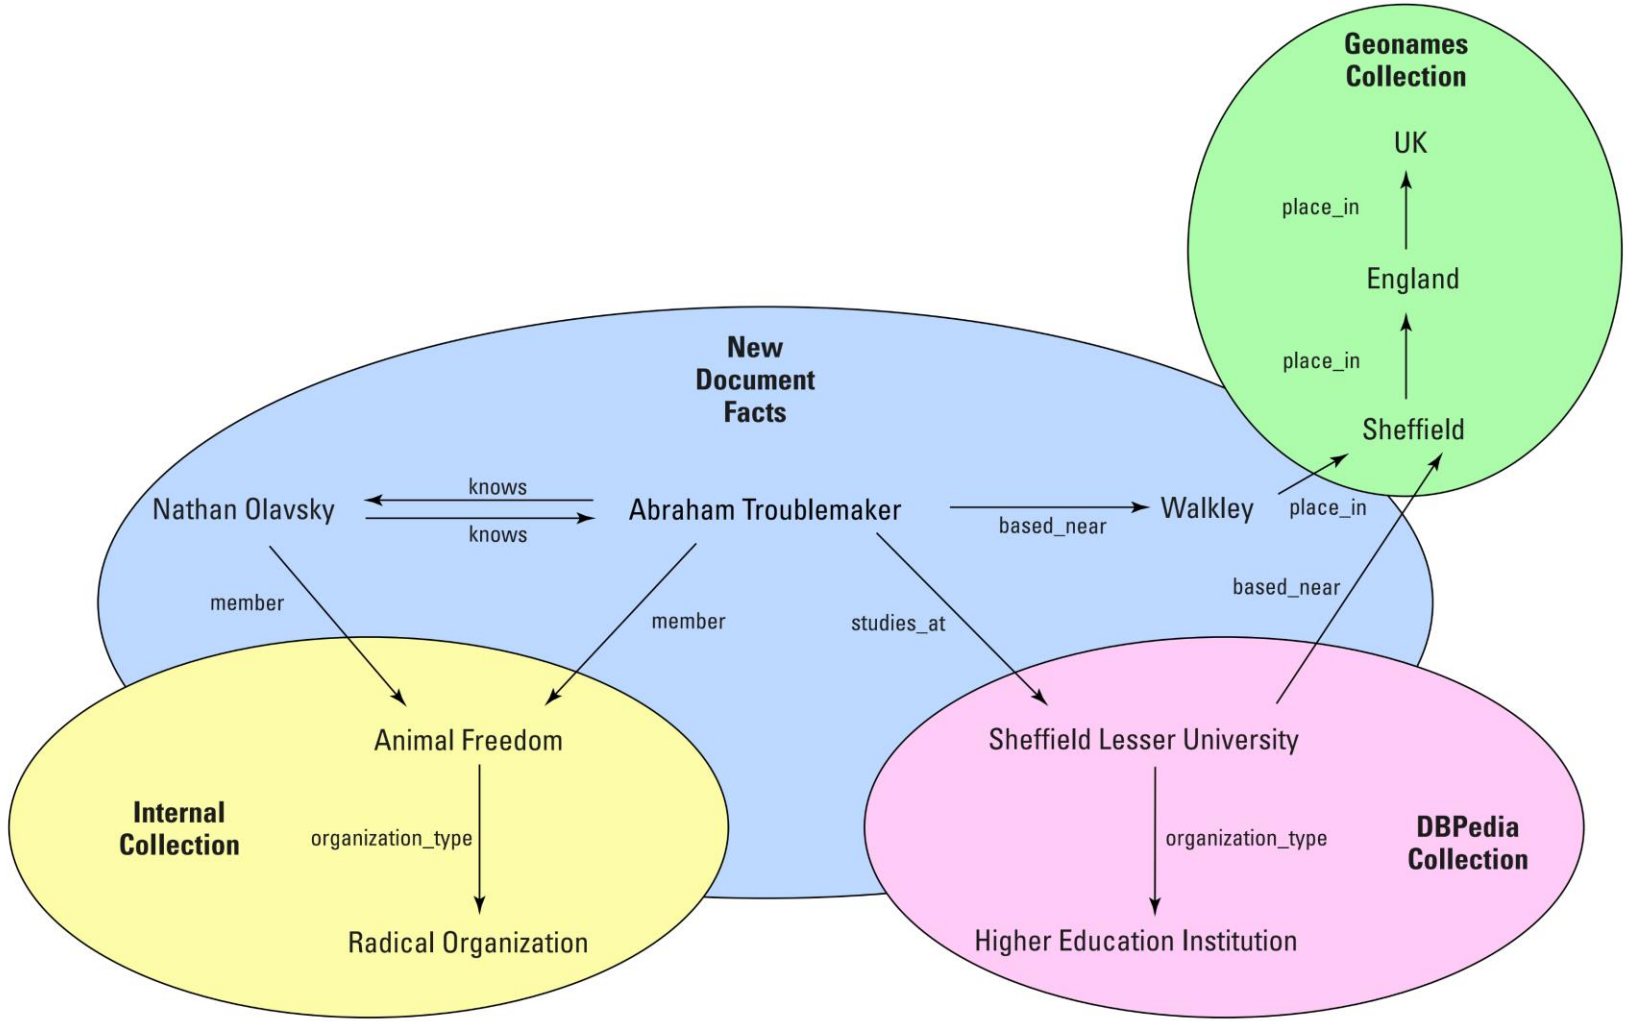 Geonames
Collection
UK
place_in
England
place_in
Sheffield
New
Document
Facts
Nathan Olavsky
knows
knows
Abraham Troublemaker
based_near
Walkley
place_in
member
member
studies_at
based_near
Animal Freedom
Internal
Collection
organization_type
Radical Organization
Sheffield Lesser University
organization_type
DBPedia
Collection
Higher Education Institution